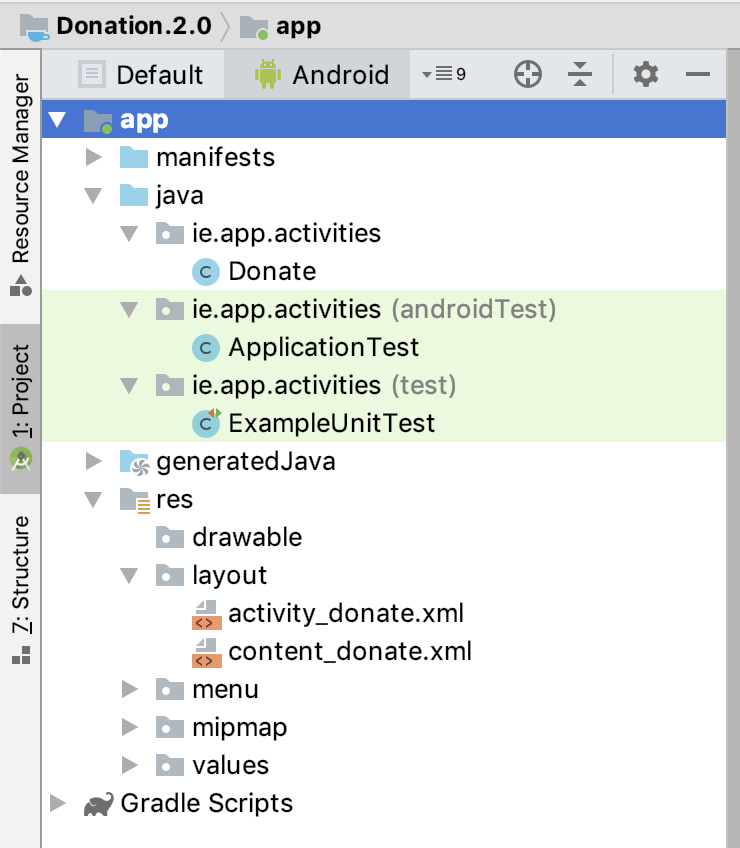 Donation.2.0 app
Default Android 9
Resource Manager
1: Project
7: Structure
app
manifests
java
ie.app.activities
C Donate
ie.app.activities (androidTest)
C ApplicationTest
ie.app.activities (test)
C ExampleUnitTest
generatedJava
res
drawable
layout
<> activity_donate.xml
<> content_donate.xml
menu
mipmap
values
Gradle Scripts